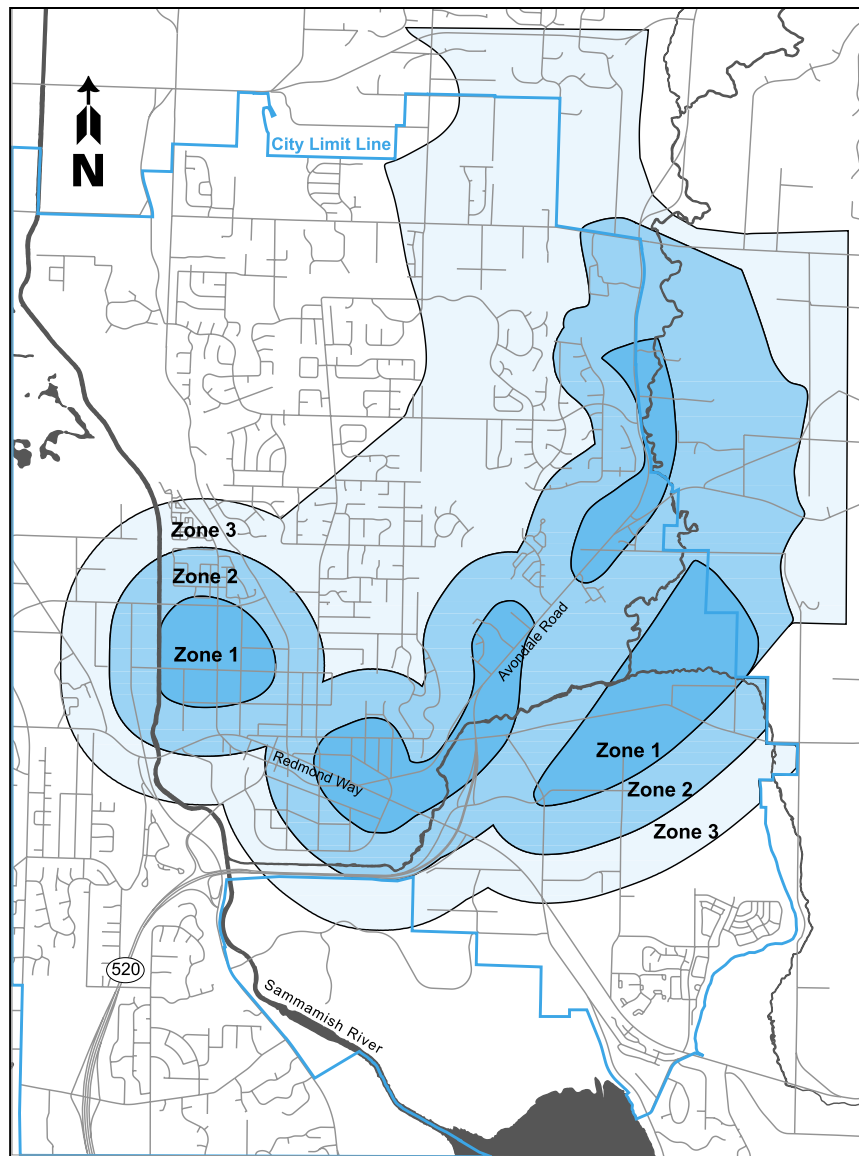 City Limit Line
N
Zone 3
Zone 2
Zone 1
Avondale Road
Zone 1
Redmond Way
Zone 2
Zone 3
520
Sammamish River